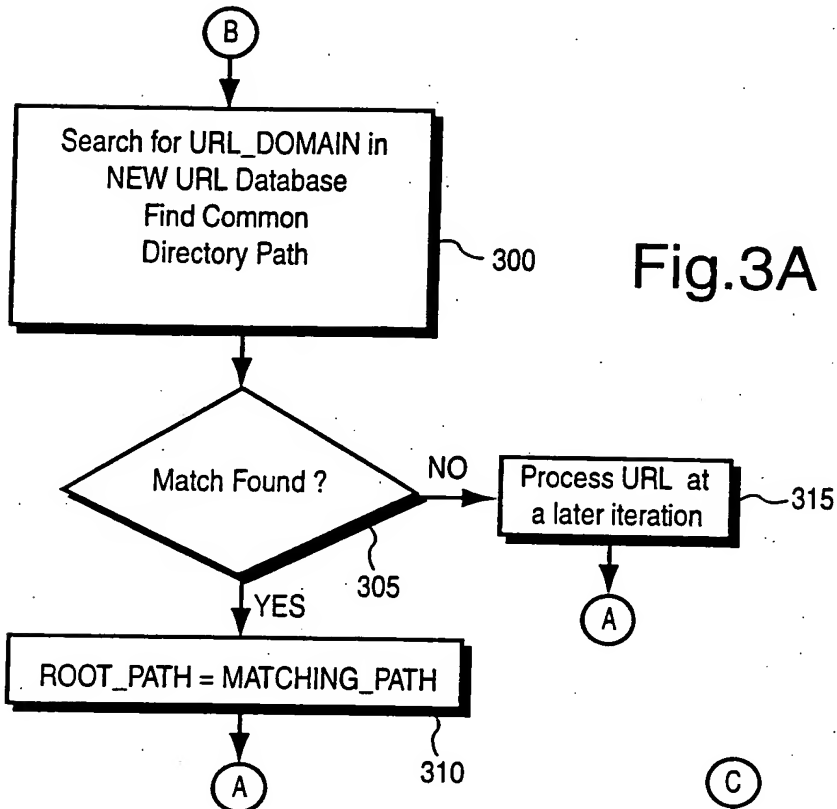 B
Search for URL_DOMAIN in
NEW URL Database
Find Common
Directory Path
300
Fig.3A
Match Found ?
NO
Process URL at
a later iteration
315
305
YES
A
ROOT_PATH = MATCHING_PATH
310
A
C